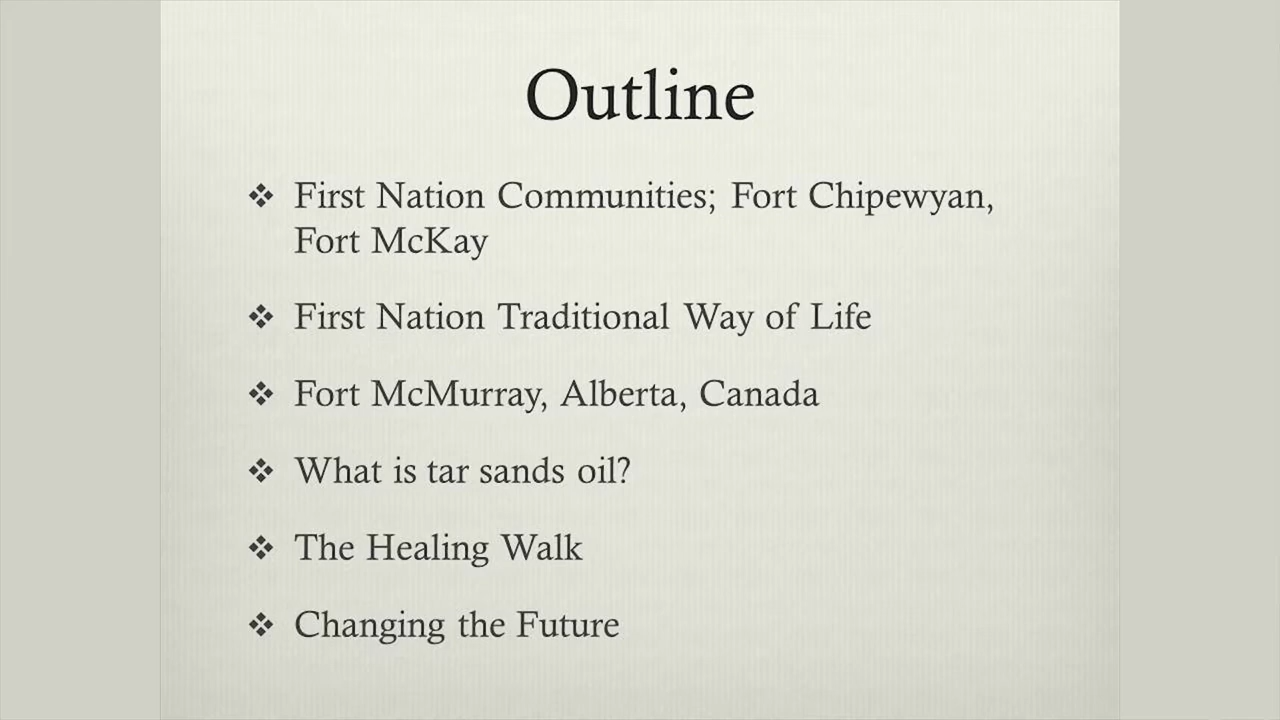 Outline
❖ First Nation Communities; Fort Chipewyan,
Fort McKay
❖ First Nation Traditional Way of Life
❖ Fort McMurray, Alberta, Canada
❖ What is tar sands oil?
❖ The Healing Walk
❖ Changing the Future